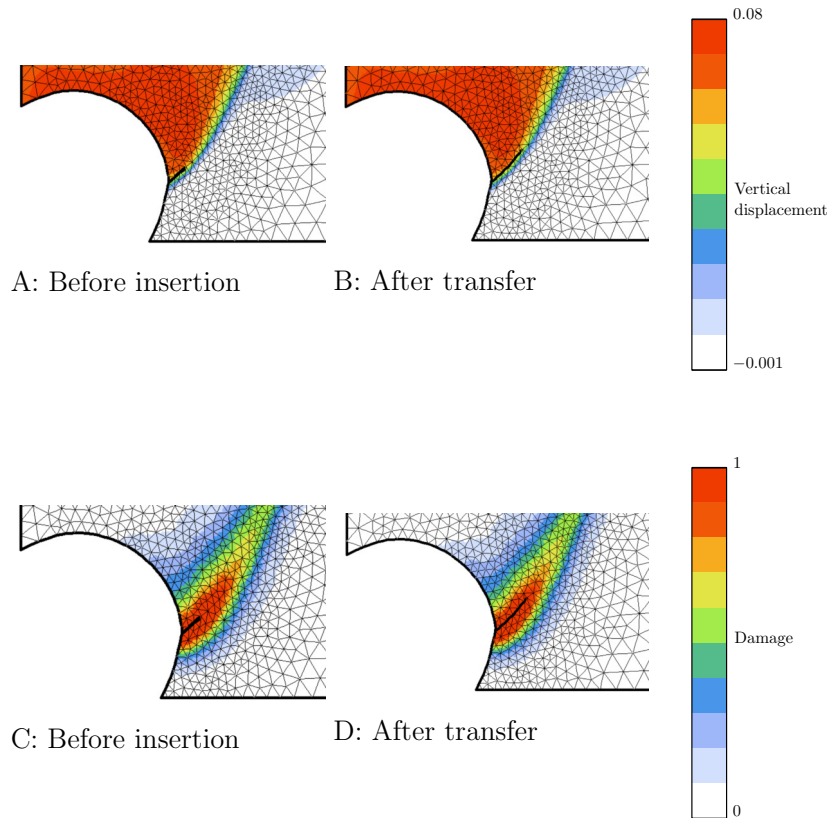 0.08
Vertical
displacement
−0.001
A: Before insertion
B: After transfer
1
Damage
0
C: Before insertion
D: After transfer